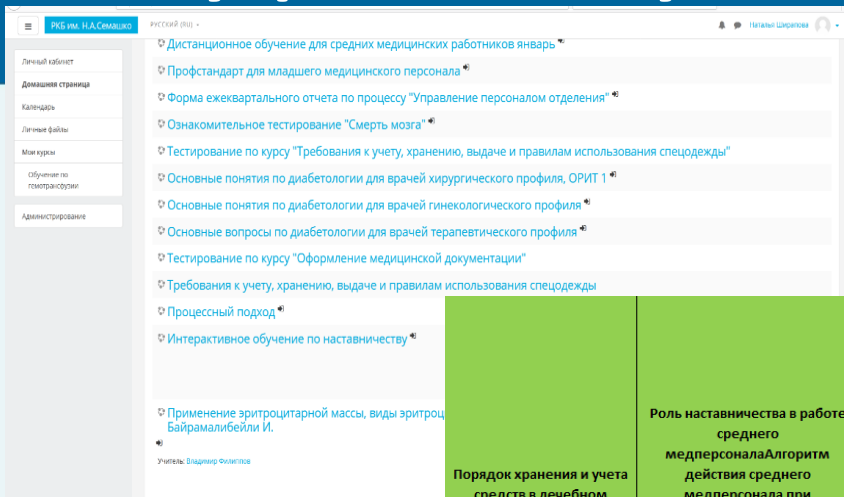 РКБ им. Н.А.Семашко
РУССКИЙ (RU)
Наталья Ширапова
Личный кабинет
Домашняя страница
Календарь
Личные файлы
Мои курсы
Обучение по
гемотрансфузии
Администрирование
Дистанционное обучение для средних медицинских работников январь
Профстандарт для младшего медицинского персонала
Форма ежеквартального отчета по процессу "Управление персоналом отделения"
Ознакомительное тестирование "Смерть мозга"
Тестирование по курсу "Требования к учету, хранению, выдаче и правилам использования спецодежды"
Основные понятия по диабетологии для врачей хирургического профиля, ОРИТ 1
Основные понятия по диабетологии для врачей гинекологического профиля
Основные вопросы по диабетологии для врачей терапевтического профиля
Тестирование по курсу "Оформление медицинской документации"
Требования к учету, хранению, выдаче и правилам использования спецодежды
Процессный подход
Интерактивное обучение по наставничеству
Применение эритроцитарной массы, виды эритроц
Байрамалибейли И.
Учитель: Владимир Филиппов
Порядок хранения и учета
средств в лечебном
Роль наставничества в работе
среднего
медперсоналаАлгоритм
действия среднего
медперсонала при